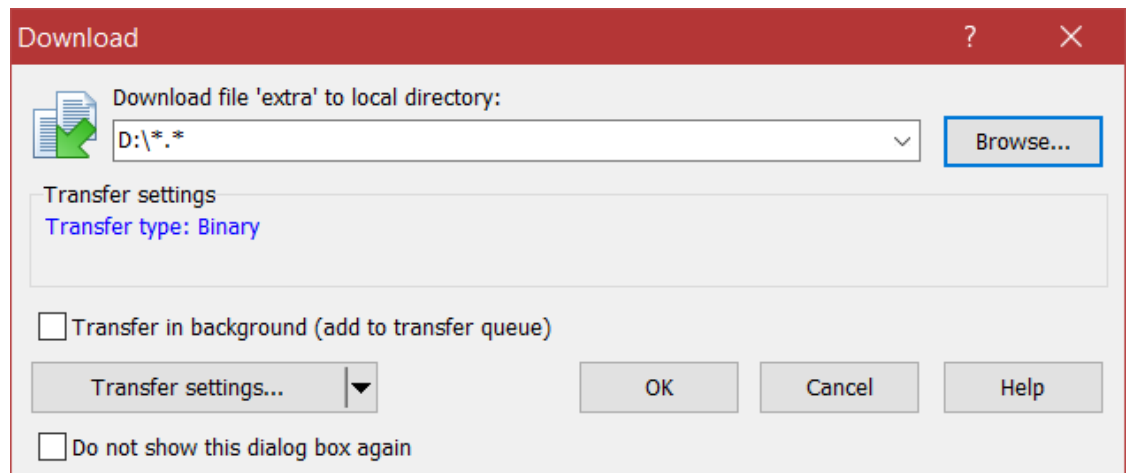 Download ?
Download file 'extra' to local directory:
D:\*.*
Browse...
Transfer settings
Transfer type: Binary
Transfer in background (add to transfer queue)
Transfer settings... OK Cancel Help
Do not show this dialog box again